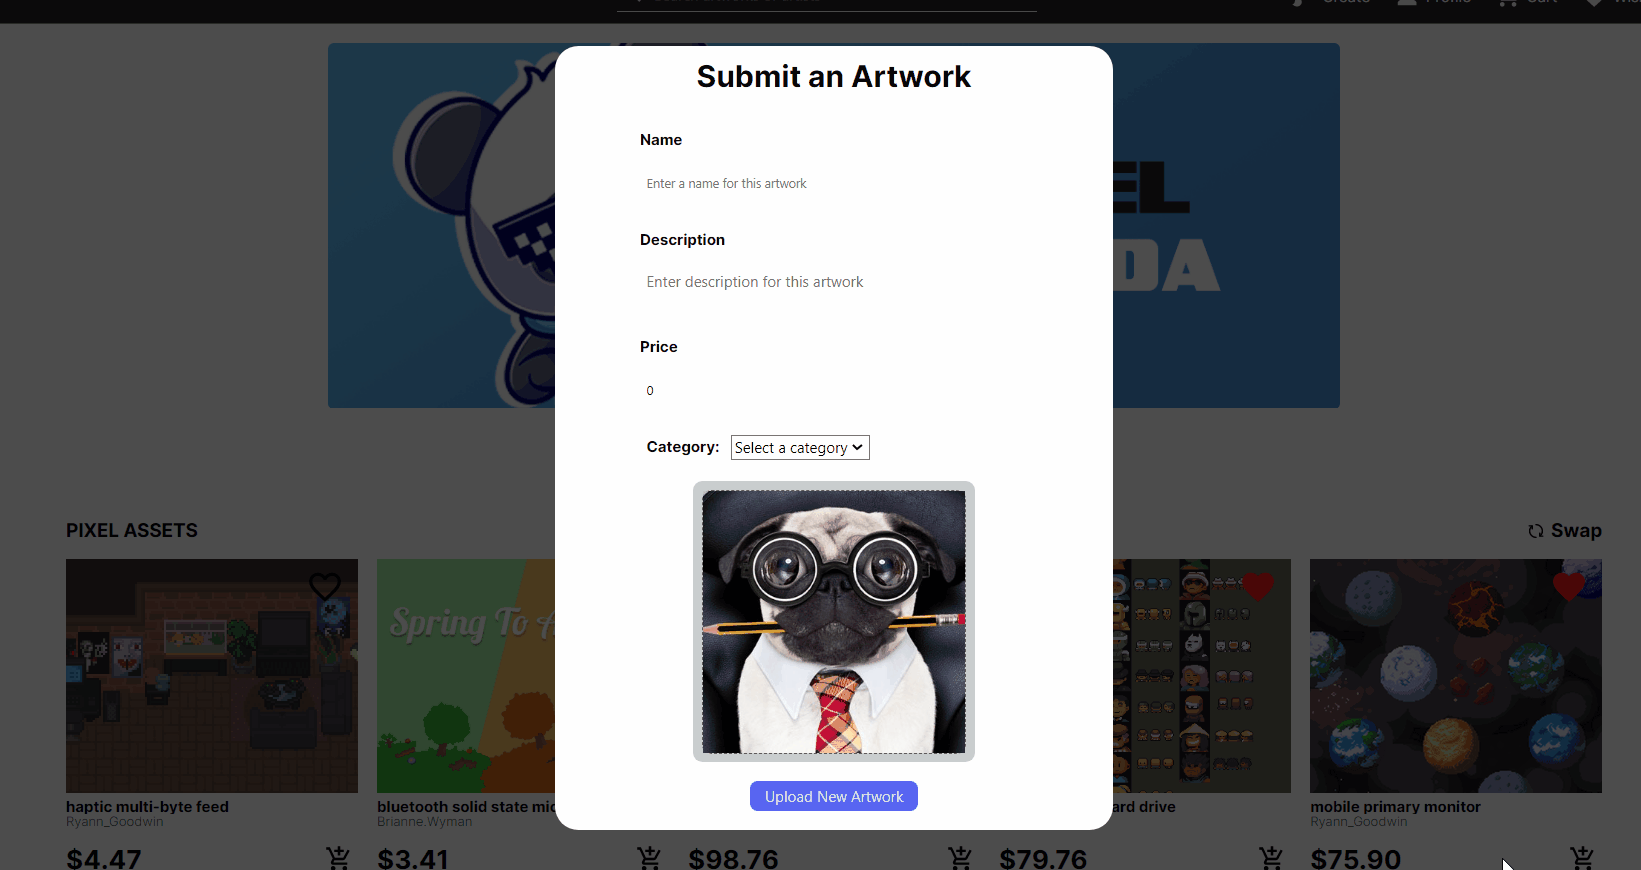 Create Profile Cart
Submit an Artwork
Name
Enter a name for this artwork
Description
Enter description for this artwork
EL
DA
Price
0
Category: Select a category
PIXEL ASSETS
Swap
Spring To
Upload New Artwork
haptic multi-byte feed
Ryann_Goodwin
bluetooth solid state mic
Brianne.Wyman
ard drive
mobile primary monitor
Ryann_Goodwin
$4.47
$3.41
$98.76
$79.76
$75.90